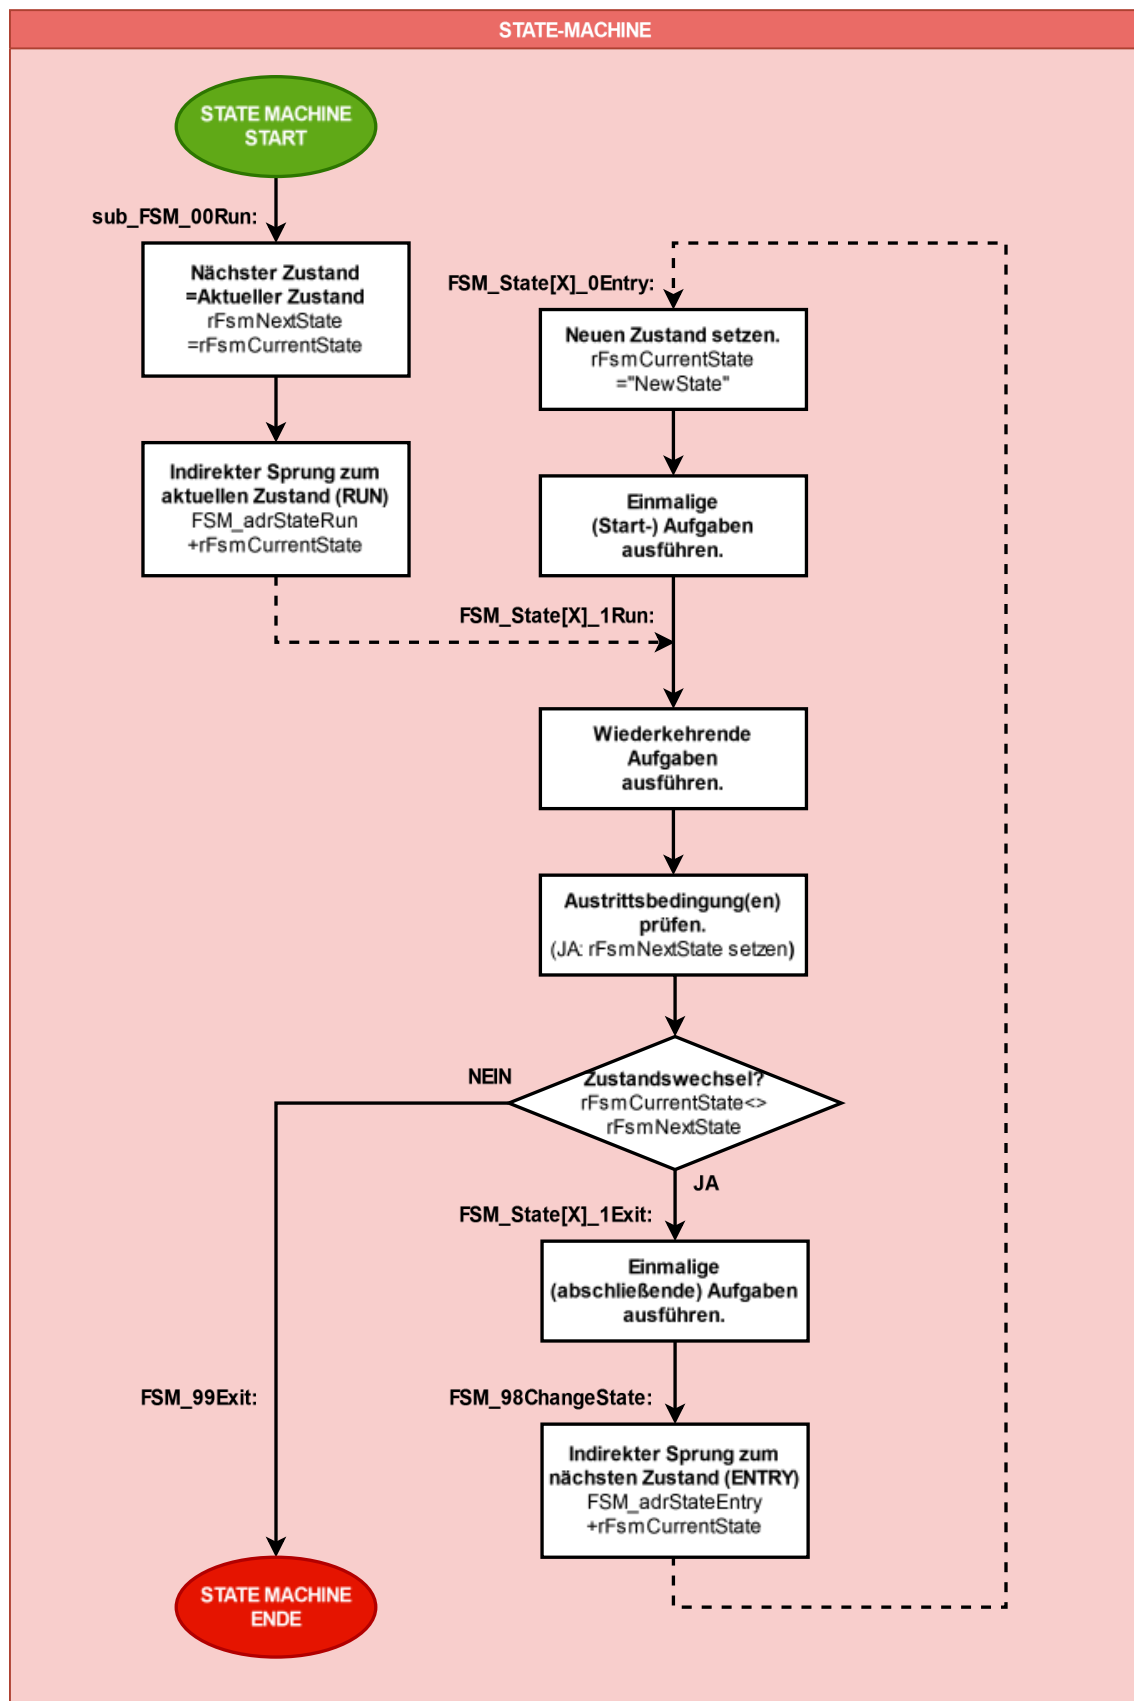 STATE-MACHINE
STATE MACHINE
START
sub_FSM_00Run:
Nächster Zustand
=Aktueller Zustand
rFsmNextState
=rFsmCurrentState
Indirekter Sprung zum
aktuellen Zustand (RUN)
FSM_adrStateRun
+rFsmCurrentState
FSM_State[X]_0Entry:
Neuen Zustand setzen.
rFsmCurrentState
="NewState"
Einmalige
(Start-) Aufgaben
ausführen.
FSM_State[X]_1Run:
Wiederkehrende
Aufgaben
ausführen.
Austrittsbedingung(en)
prüfen.
(JA: rFsmNextState setzen)
NEIN
Zustandswechsel?
rFsmCurrentState<>
rFsmNextState
JA
FSM_State[X]_1Exit:
Einmalige
(abschließende) Aufgaben
ausführen.
FSM_99Exit:
FSM_98ChangeState:
Indirekter Sprung zum
nächsten Zustand (ENTRY)
FSM_adrStateEntry
+rFsmCurrentState
STATE MACHINE
ENDE